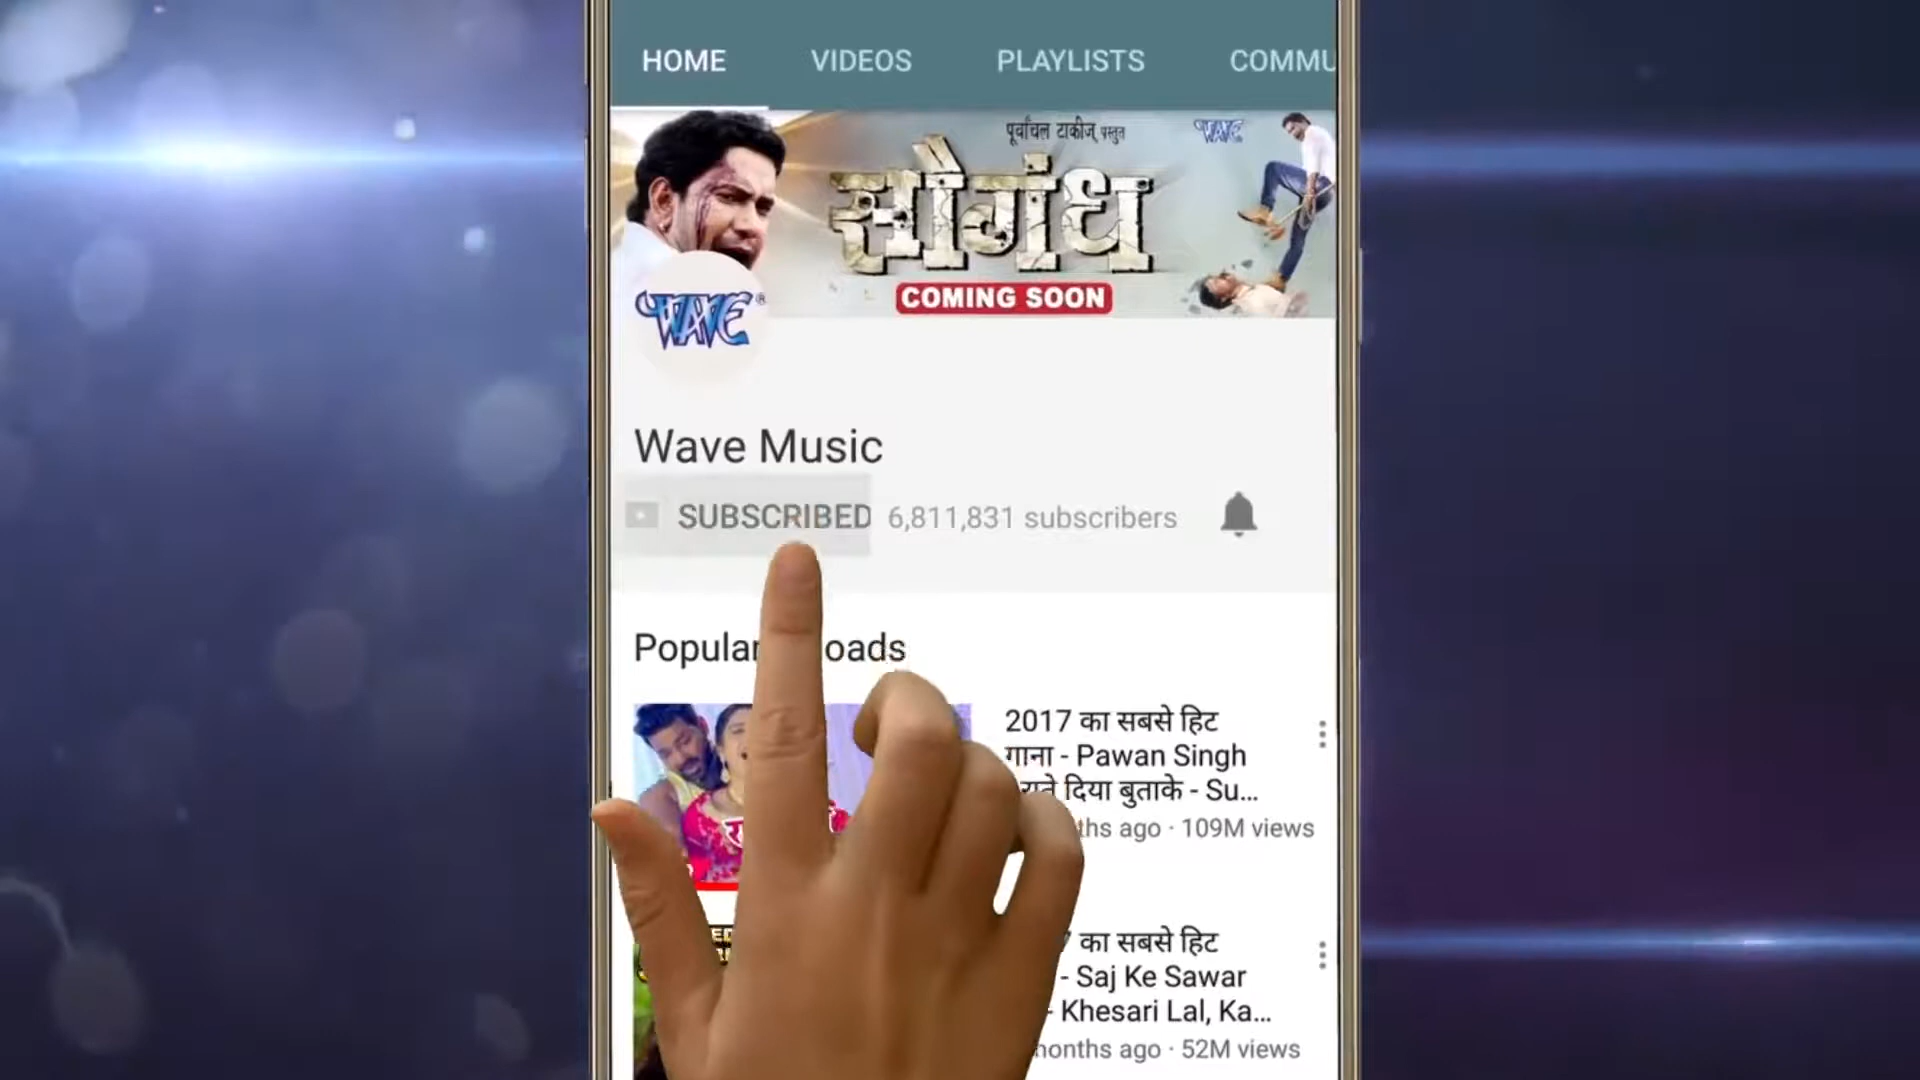 HOME VIDEOS PLAYLISTS COMMU
पूर्वांचल टाकीज् प्रस्तुत
WAVE
सौगंध
COMING SOON
WAVE®
Wave Music
SUBSCRIBED 6,811,831 subscribers
Popular oads
2017 का सबसे हिट
गाना - Pawan Singh
राते दिया बुताके - Su...
ths ago · 109M views
7 का सबसे हिट
- Saj Ke Sawar
- Khesari Lal, Ka...
months ago · 52M views